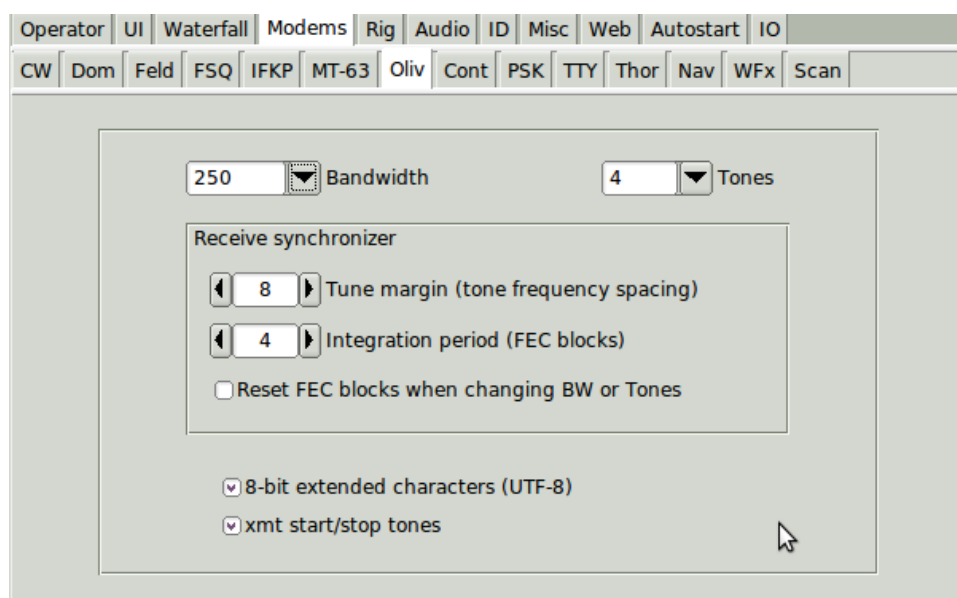 Operator UI Waterfall Modems Rig Audio ID Misc Web Autostart IO
CW Dom Feld FSQ IFKP MT-63 Oliv Cont PSK TTY Thor Nav WFx Scan
250 Bandwidth 4 Tones
Receive synchronizer
8 Tune margin (tone frequency spacing)
4 Integration period (FEC blocks)
Reset FEC blocks when changing BW or Tones
8-bit extended characters (UTF-8)
xmt start/stop tones